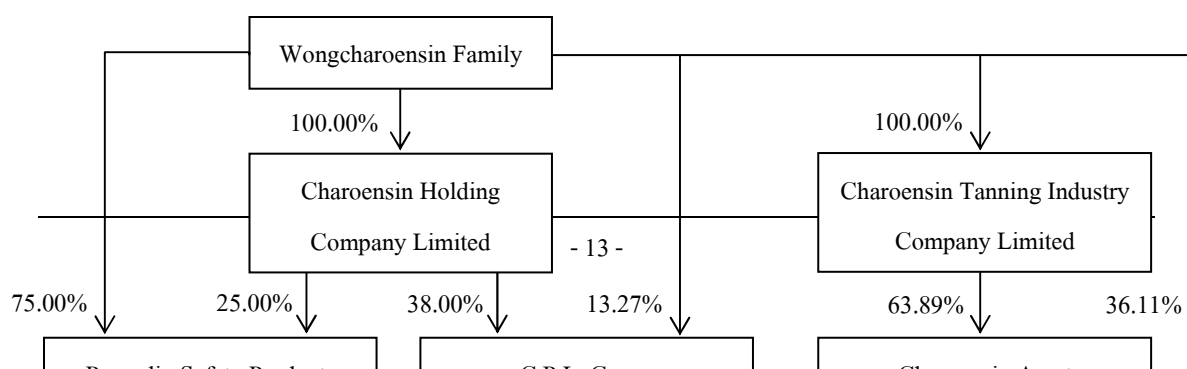 Wongcharoensin Family
100.00%
100.00%
Charoensin Holding
Company Limited
Charoensin Tanning Industry
Company Limited
- 13 -
75.00%
25.00%
38.00%
13.27%
63.89%
36.11%